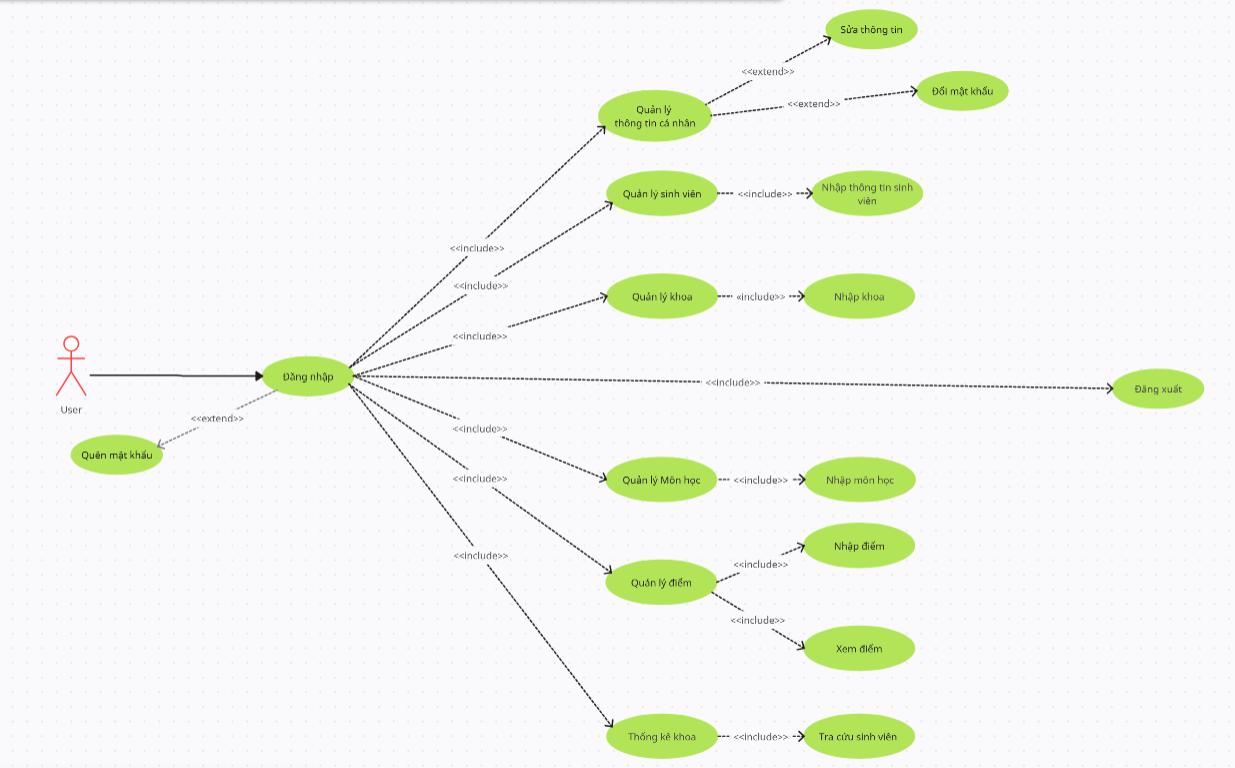 Sửa thông tin
<<extend>>
Đổi mật khẩu
<<extend>>
Quản lý
thông tin cá nhân
Quản lý sinh viên
<<include>>
Nhập thông tin sinh
viên
<<include>>
<<include>>
Quản lý khoa
«include>>
Nhập khoa
<<include>>
User
Đăng nhập
<<include>>
Đăng xuất
<<extend>>
Quên mật khẩu
<<include>>
<<include>>
Quản lý Môn học
<<include>>
Nhập môn học
<<include>>
Nhập điểm
<<include>>
Quản lý điểm
<<include>>
Xem điểm
Thống kê khoa
<<include>>
Tra cứu sinh viên